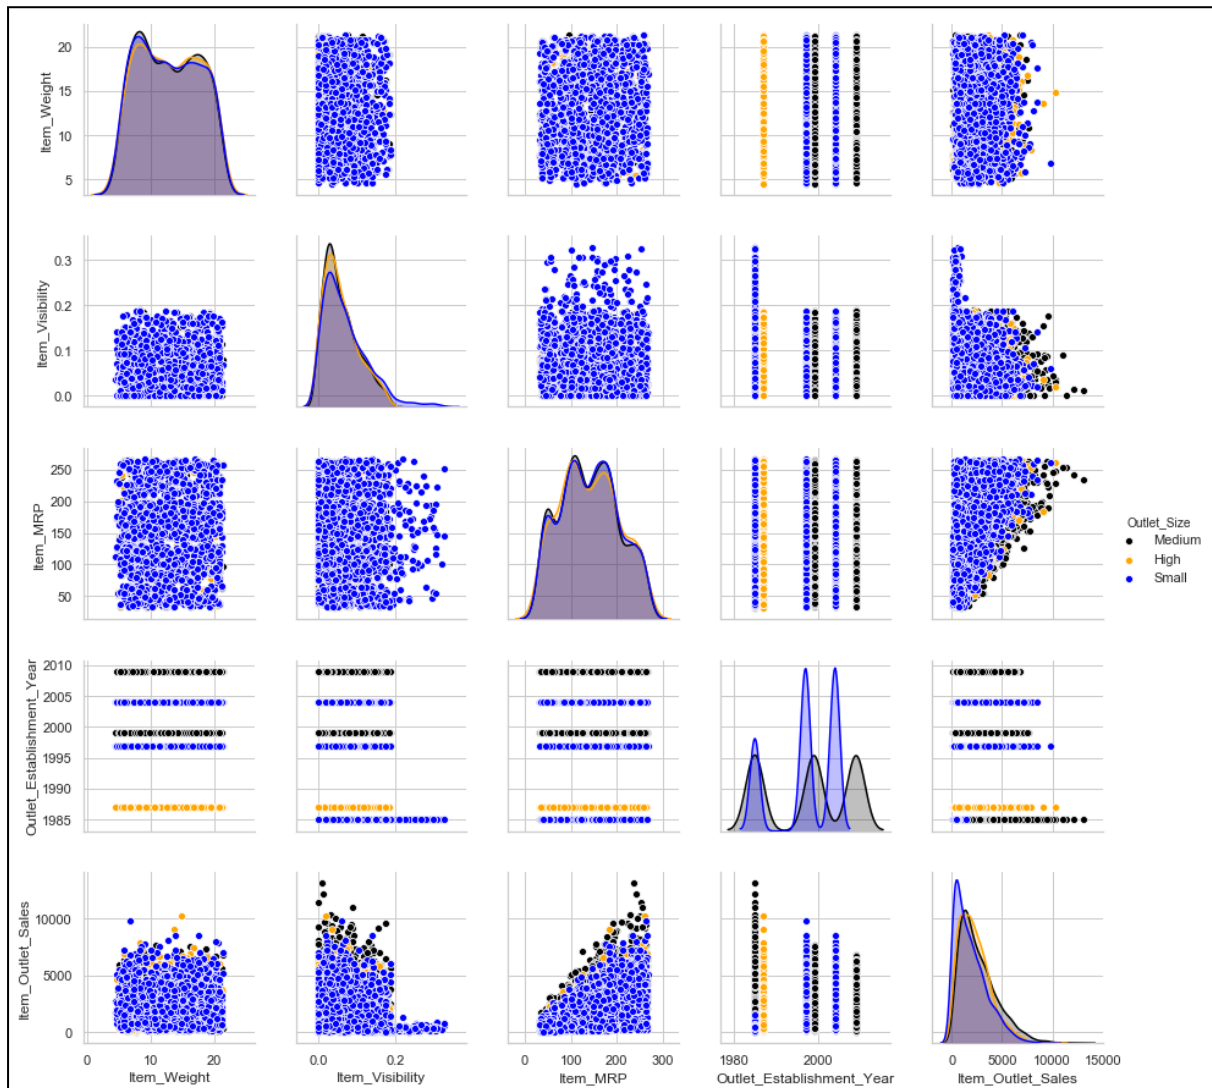 Item_Weight
20
15
10
5
Item_Visibility
0.3
0.2
0.1
0.0
Item_MRP
250
200
150
100
50
Outlet_Size
Medium
High
Small
Outlet_Establishment_Year
2010
2005
2000
1995
1990
1985
Item_Outlet_Sales
10000
5000
0
0 10 20
0.0 0.2
0 100 200 300
1980 2000
0 5000 10000 15000
Item_Weight
Item_Visibility
Item_MRP
Outlet_Establishment_Year
Item_Outlet_Sales